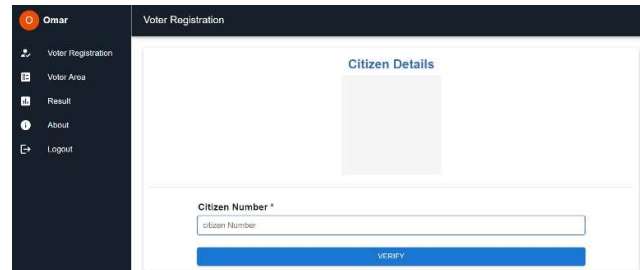 O Omar
Voter Registration
Voter Registration
Voter Area
Result
About
Logout
Citizen Details
Citizen Number *
citizen Number
VERIFY